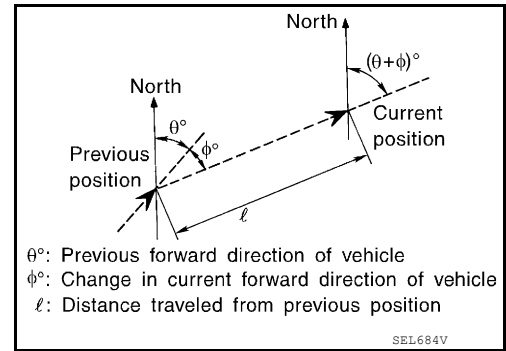 North
(θ+ϕ)°
North
θ°
ϕ°
Current
position
Previous
position
ℓ
θ°: Previous forward direction of vehicle
ϕ°: Change in current forward direction of vehicle
ℓ: Distance traveled from previous position
SEL684V